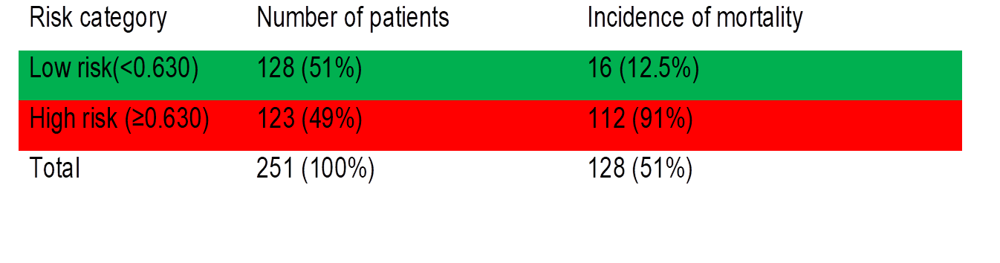 Risk category Number of patients Incidence of mortality
Low risk(<0.630) 128 (51%) 16 (12.5%)
High risk (≥0.630) 123 (49%) 112 (91%)
Total 251 (100%) 128 (51%)